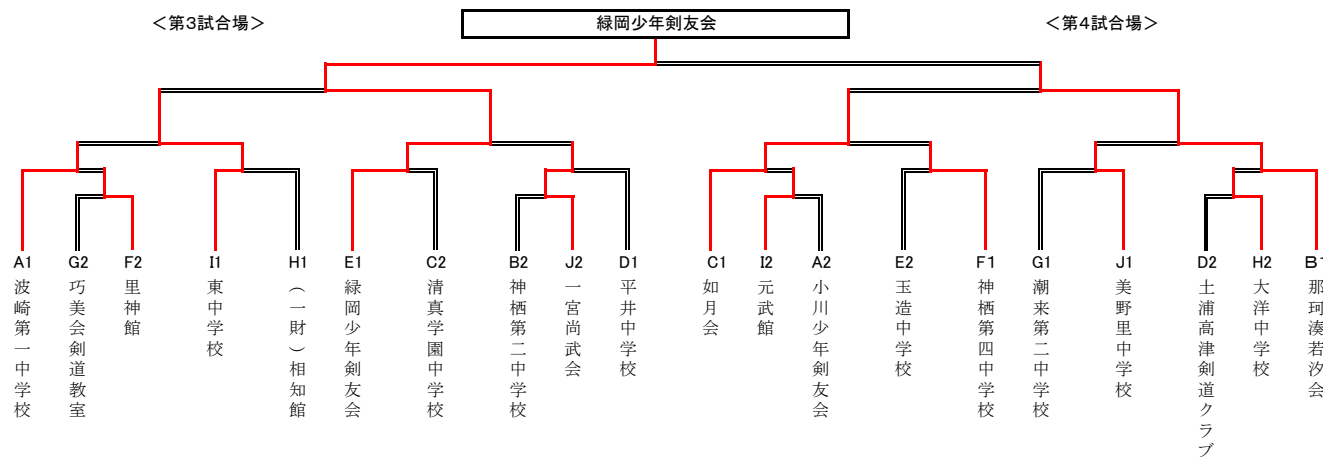 ＜第3試合場＞
緑岡少年剣友会
＜第4試合場＞
A1
G2
F2
I1
H1
E1
C2
B2
J2
D1
C1
I2
A2
E2
F1
G1
J1
D2
H2
B1
波崎第一中学校
巧美会剣道教室
里神館
東中学校
（一財）相知館
緑岡少年剣友会
清真学園中学校
神栖第二中学校
一宮尚武会
平井中学校
如月会
元武館
小川少年剣友会
玉造中学校
神栖第四中学校
潮来第二中学校
美野里中学校
土浦高津剣道クラブ
大洋中学校
那珂湊若汐会